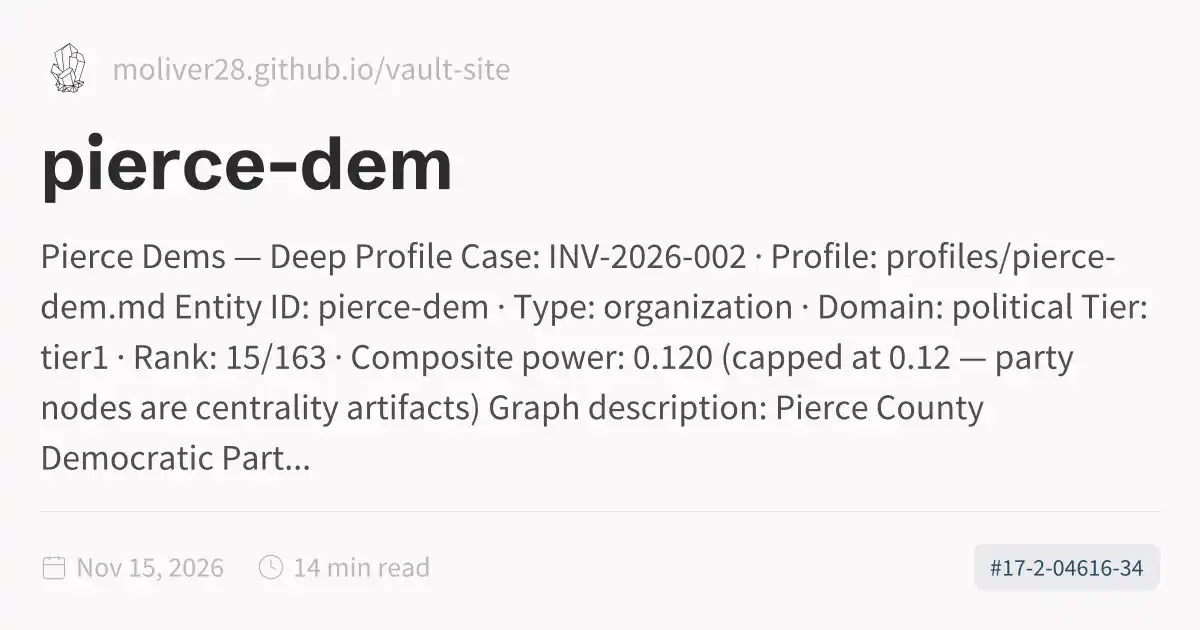 moliver28.github.io/vault-site
pierce-dem
Pierce Dems — Deep Profile Case: INV-2026-002 · Profile: profiles/pierce-
dem.md Entity ID: pierce-dem · Type: organization · Domain: political Tier:
tier1 · Rank: 15/163 · Composite power: 0.120 (capped at 0.12 — party
nodes are centrality artifacts) Graph description: Pierce County
Democratic Part...
Nov 15, 2026 14 min read
#17-2-04616-34